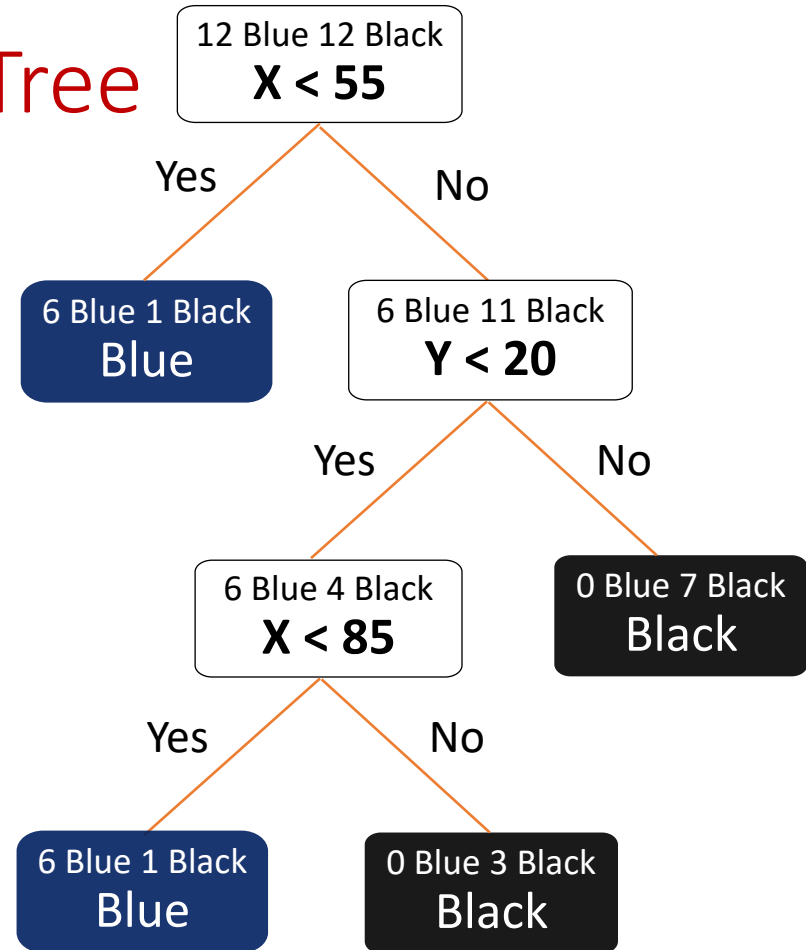 Tree
12 Blue 12 Black
X < 55
Yes
No
6 Blue 1 Black
Blue
6 Blue 11 Black
Y < 20
Yes
No
6 Blue 4 Black
X < 85
0 Blue 7 Black
Black
Yes
No
6 Blue 1 Black
Blue
0 Blue 3 Black
Black